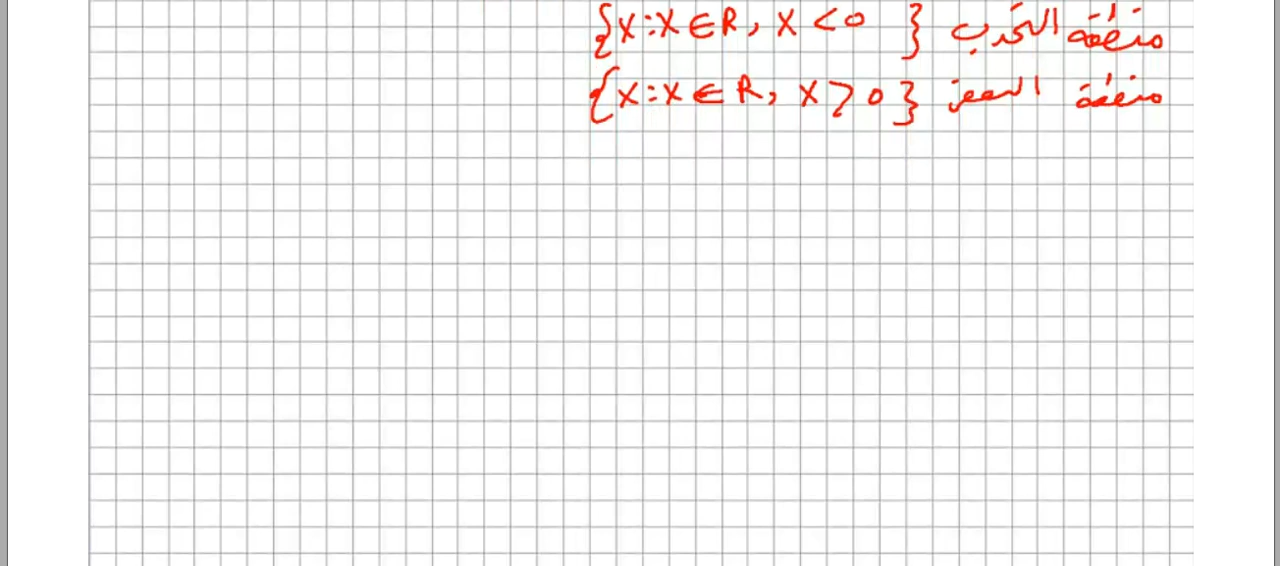 منطقة التحدب {X:X∈R, X<0}
منطقة التقعر {X:X∈R, X>0}